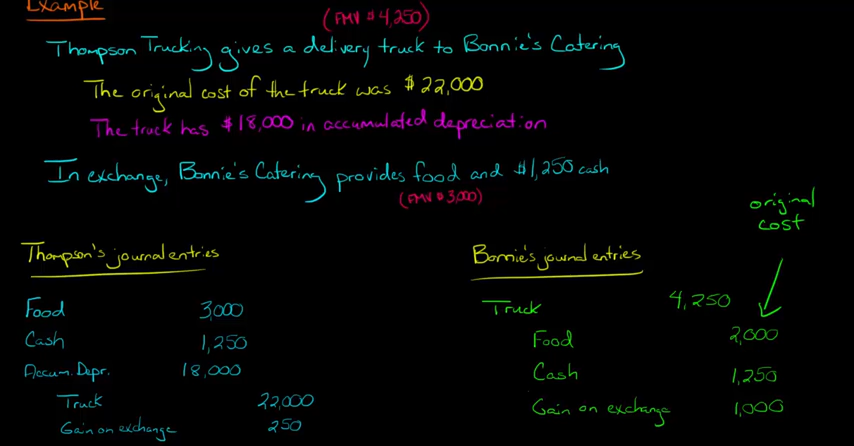 Example
(FMV $4,250)
Thompson Trucking gives a delivery truck to Bonnie's Catering
The original cost of the truck was $22,000
The truck has $18,000 in accumulated depreciation
In exchange, Bonnie's Catering provides food and $1,250 cash
(FMV $3,000)
original
cost
Thompson's journal entries
Food 3,000
Cash 1,250
Accum. Depr. 18,000
Truck 22,000
Gain on exchange 250
Bonnie's journal entries
Truck 4,250
Food 2,000
Cash 1,250
Gain on exchange 1,000